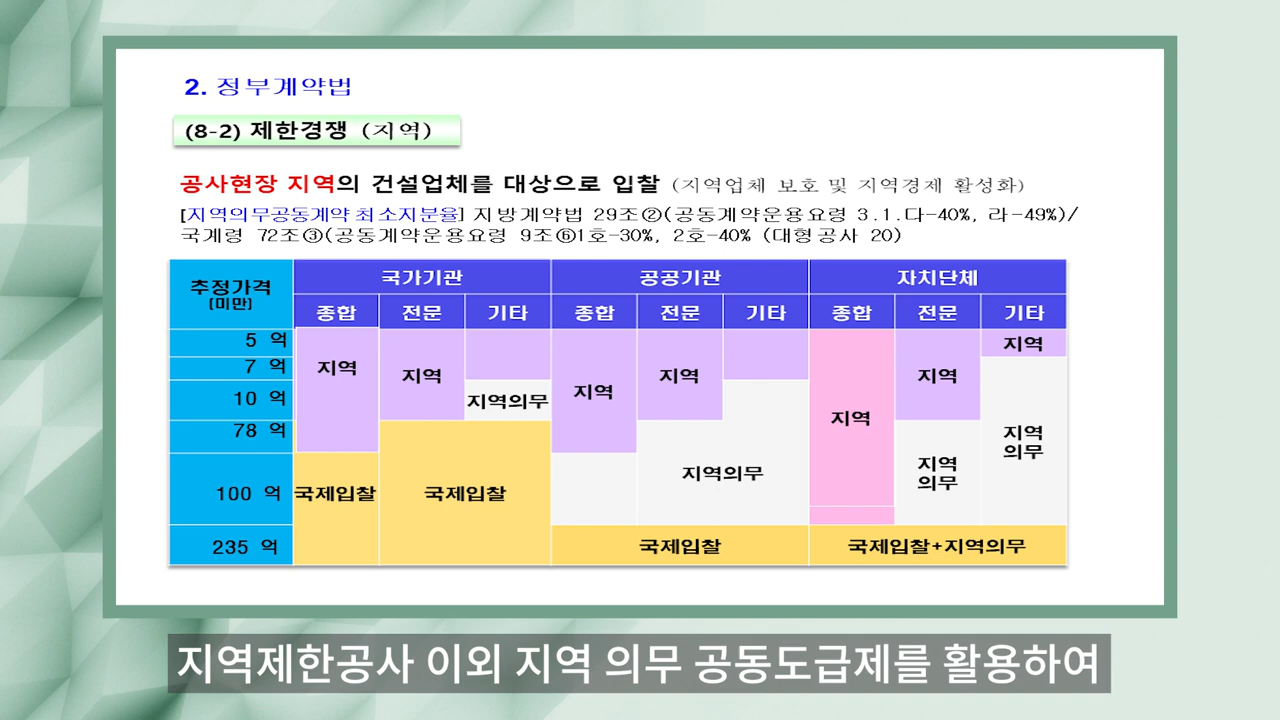 2. 정부계약법
(8-2) 제한경쟁 (지역)
공사현장 지역의 건설업체를 대상으로 입찰 (지역업체 보호 및 지역경제 활성화)
[지역의무공동계약 최소지분율] 지방계약법 29조②(공동계약운용요령 3.1.다-40%, 라-49%)/
국계령 72조③(공동계약운용요령 9조⑥1호-30%, 2호-40% (대형공사 20)
추정가격 국가기관 공공기관 자치단체
[미만] 종합 전문 기타 종합 전문 기타 종합 전문 기타
5 억 지역
7 억 지역 지역 지역 지역
10 억 지역의무 지역 지역
78 억 지역 의무
100 억 국제입찰 국제입찰 지역의무 지역 의무
235 억 국제입찰 국제입찰+지역의무
지역제한공사 이외 지역 의무 공동도급제를 활용하여